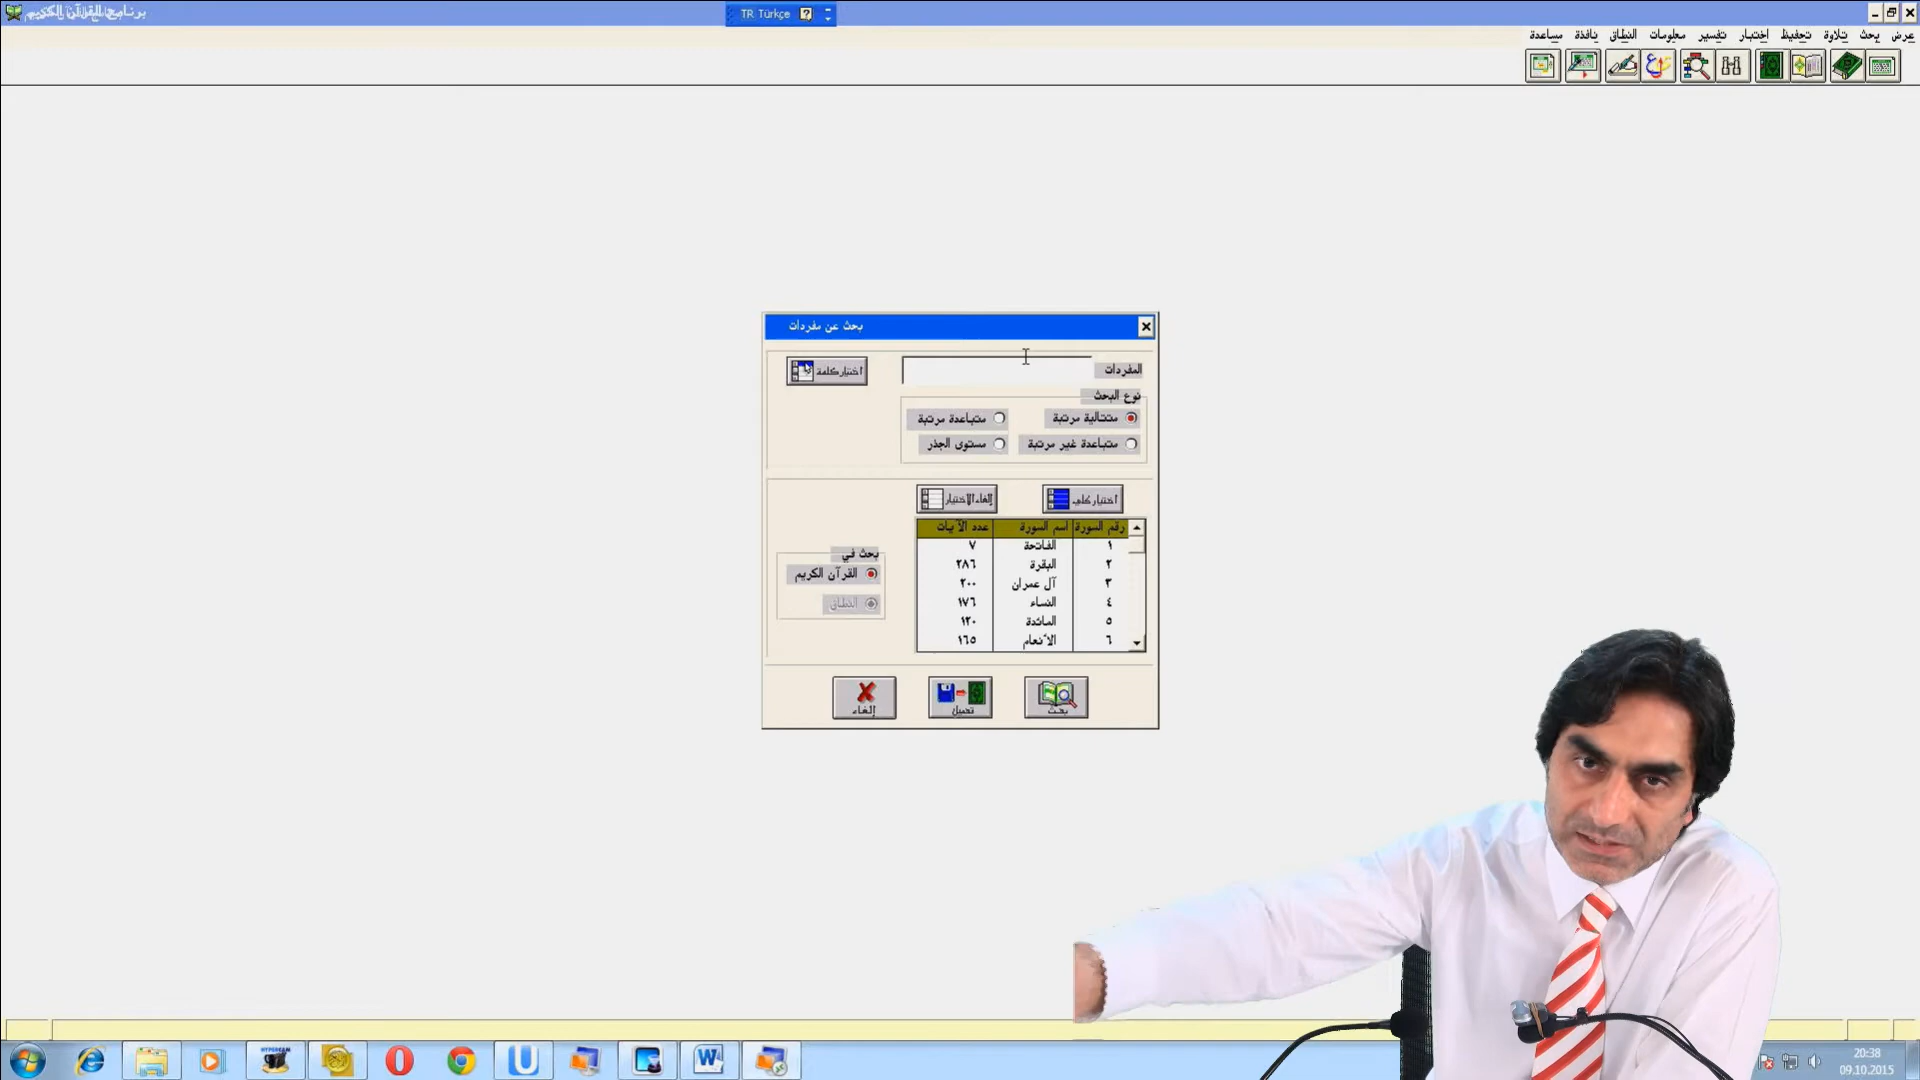 برنامج القرآن الكريم
TR Türkçe
عرض بحث تلاوة تحفيظ اختبار تفسير معلومات النطاق نافذة مساعدة
بحث عن مفردات
المفردات
اختيار كلمة
نوع البحث
متتالية مرتبة
متباعدة مرتبة
متباعدة غير مرتبة
مستوى الجذر
اختيار كلي
إلغاء الاختيار
رقم السورة اسم السورة عدد الآيات
١ الفاتحة ٧
٢ البقرة ٢٨٦
٣ آل عمران ٢٠٠
٤ النساء ١٧٦
٥ المائدة ١٢٠
٦ الأنعام ١٦٥
بحث في
القرآن الكريم
النطاق
بحث
تحميل
إلغاء
HYPERCAM
20:38
09.10.2015